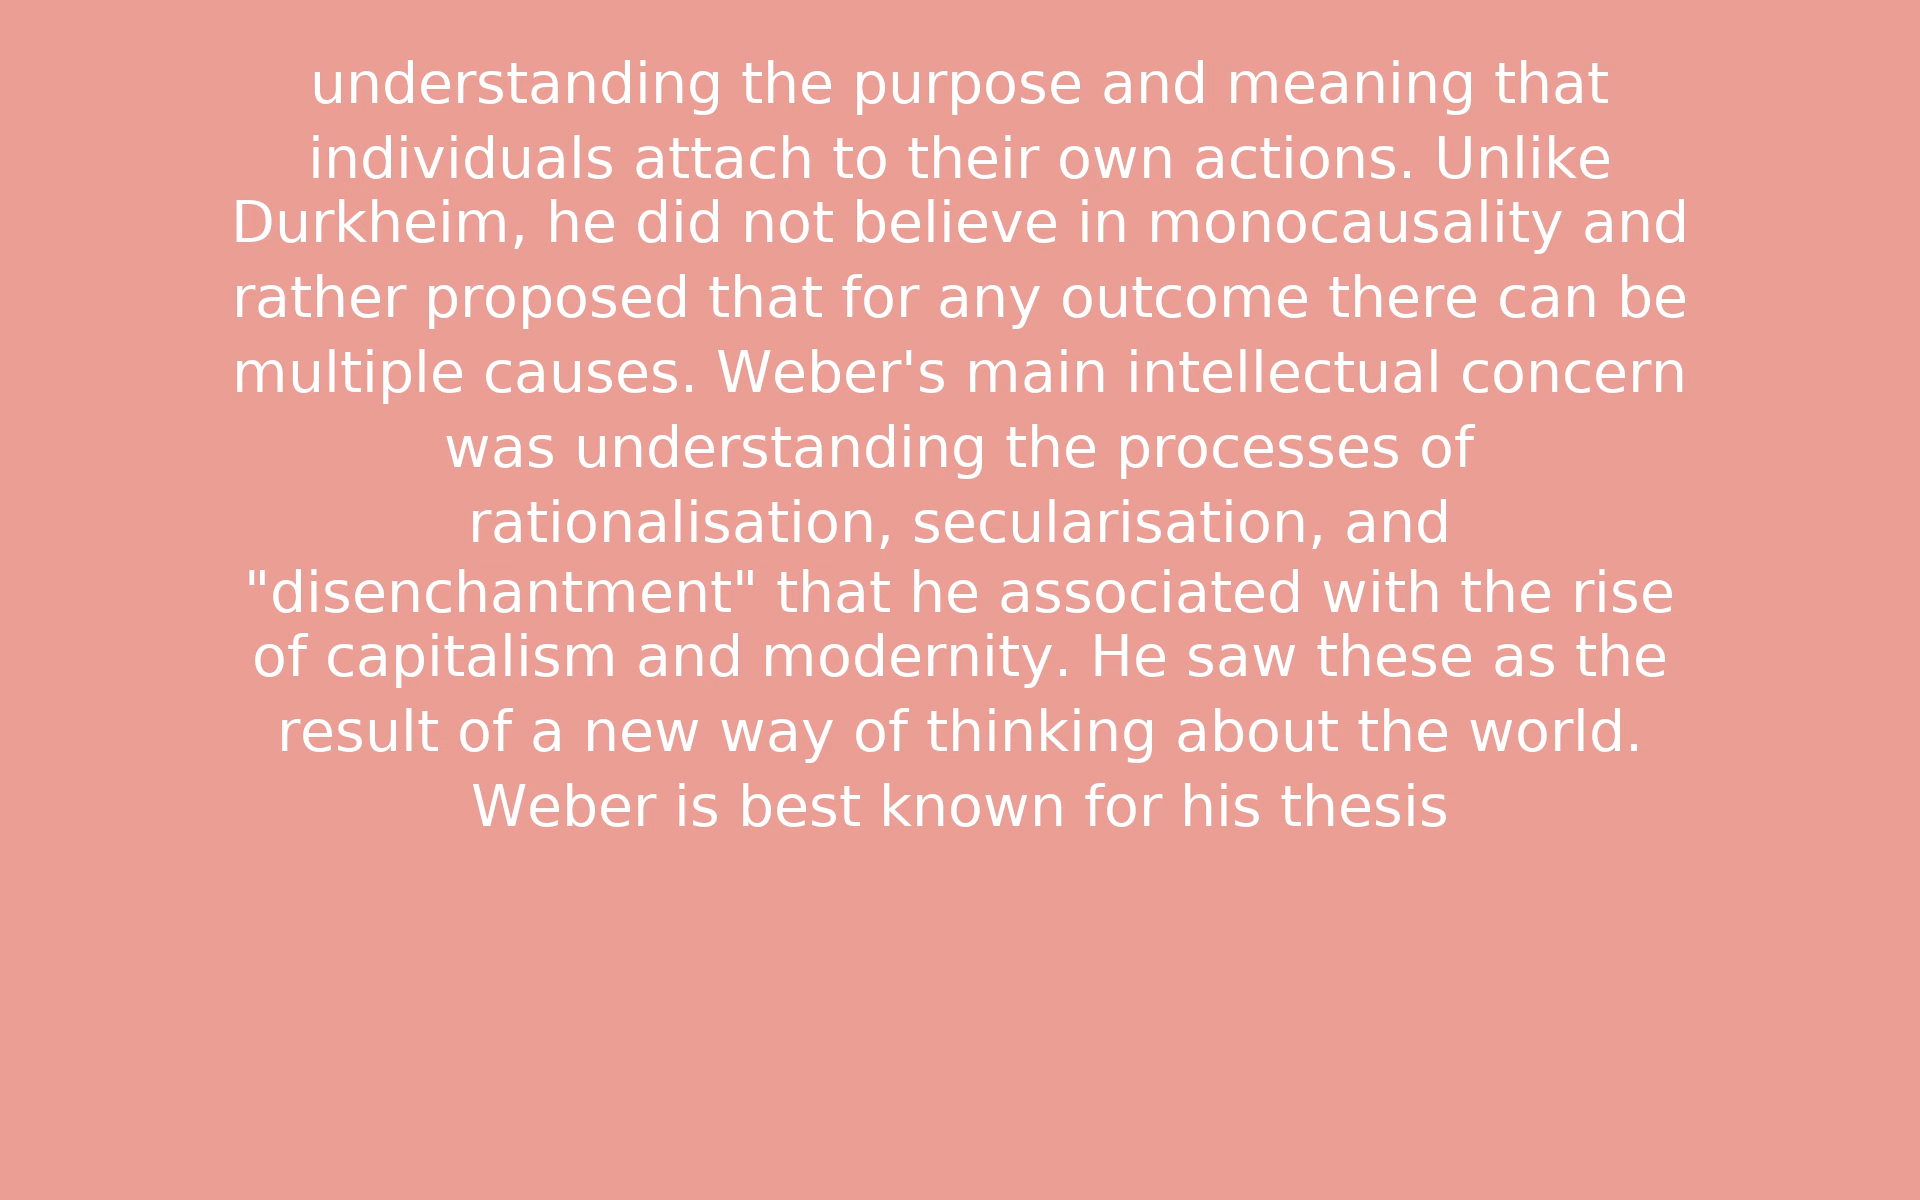 understanding the purpose and meaning that
individuals attach to their own actions. Unlike
Durkheim, he did not believe in monocausality and
rather proposed that for any outcome there can be
multiple causes. Weber's main intellectual concern
was understanding the processes of
rationalisation, secularisation, and
"disenchantment" that he associated with the rise
of capitalism and modernity. He saw these as the
result of a new way of thinking about the world.
Weber is best known for his thesis